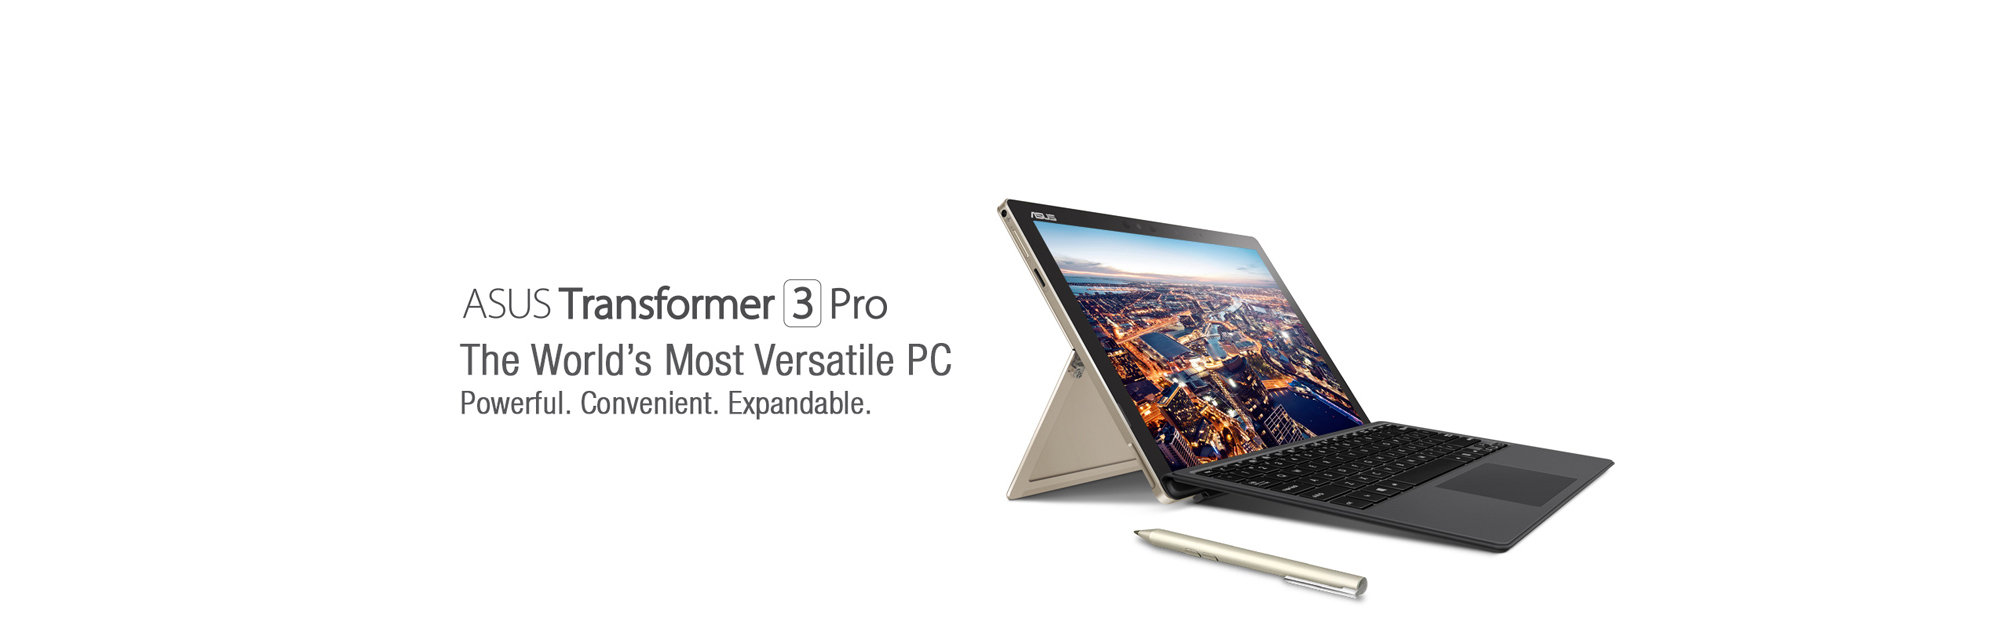 ASUS Transformer 3 Pro
The World's Most Versatile PC
Powerful. Convenient. Expandable.
ASUS